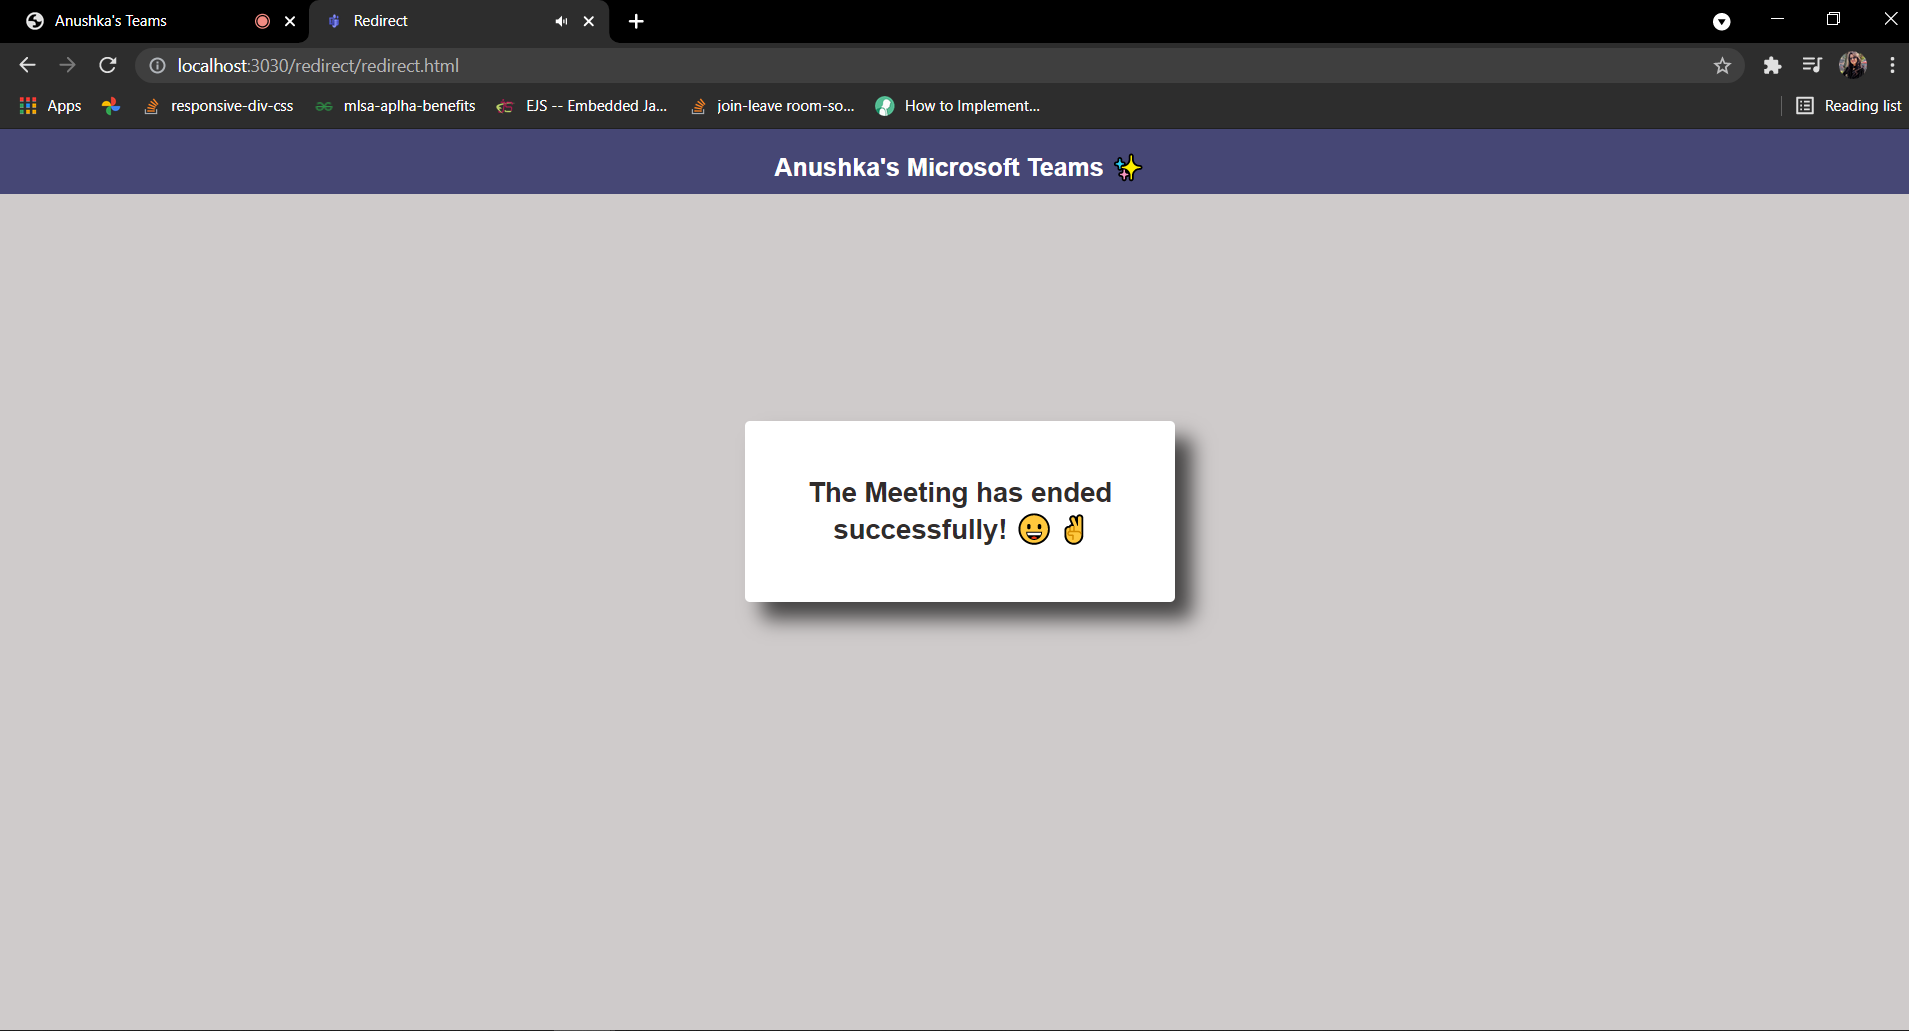 Anushka's Teams
Redirect
localhost:3030/redirect/redirect.html
Apps
responsive-div-css
mlsa-aplha-benefits
EJS -- Embedded Ja...
join-leave room-so...
How to Implement...
Reading list
Anushka's Microsoft Teams ✨
The Meeting has ended
successfully! 😀 ✌